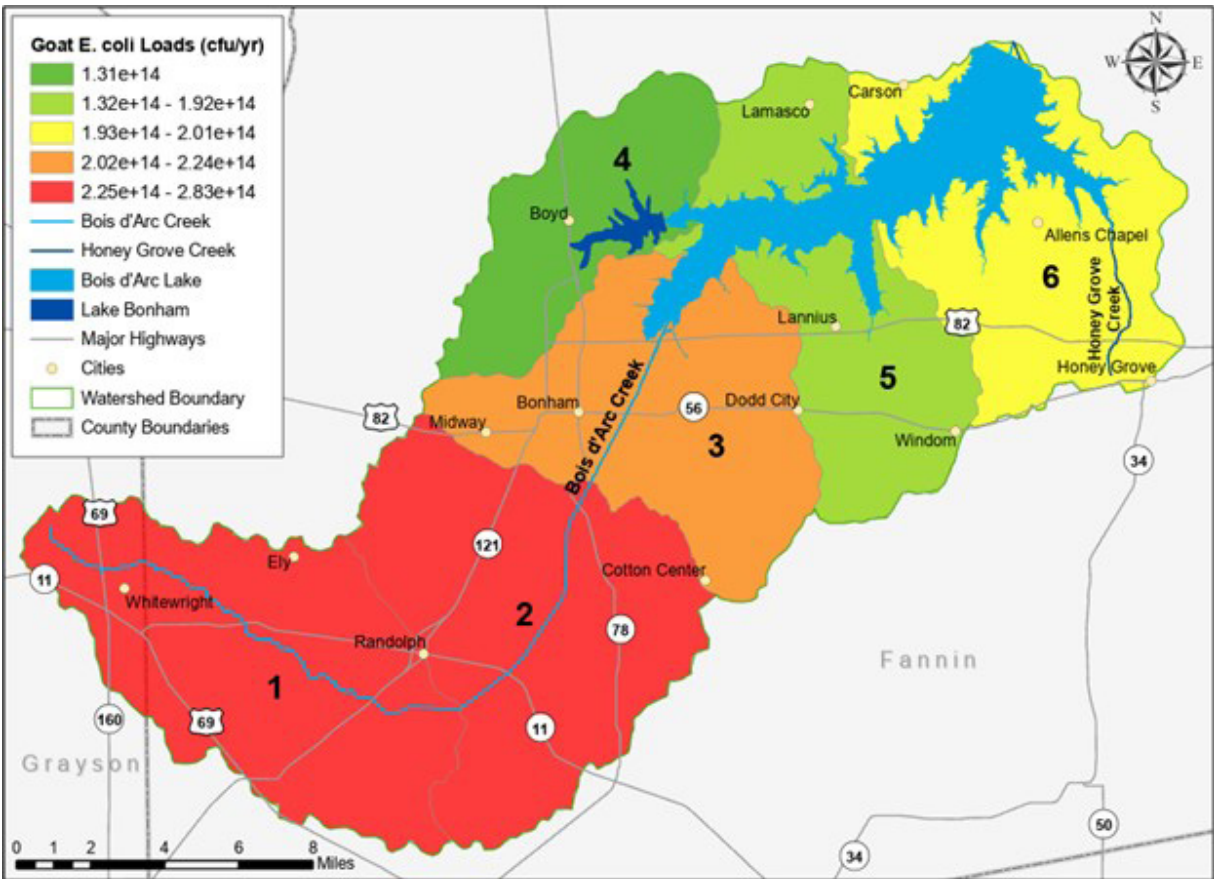 Goat E. coli Loads (cfu/yr)
1.31e+14
1.32e+14 - 1.92e+14
1.93e+14 - 2.01e+14
2.02e+14 - 2.24e+14
2.25e+14 - 2.83e+14
Bois d'Arc Creek
Honey Grove Creek
Bois d'Arc Lake
Lake Bonham
Major Highways
Cities
Watershed Boundary
County Boundaries
N
W
E
S
Carson
Lamasco
4
Boyd
Allens Chapel
6
Honey Grove
Creek
Lannius
82
Honey Grove
5
Bois d'Arc Creek
Dodd City
56
Bonham
82
Midway
3
Windom
34
69
121
Ely
11
Cotton Center
Whitewright
2
78
Randolph
Fannin
1
160
69
11
Grayson
50
34
0 1 2 4 6 8
Miles